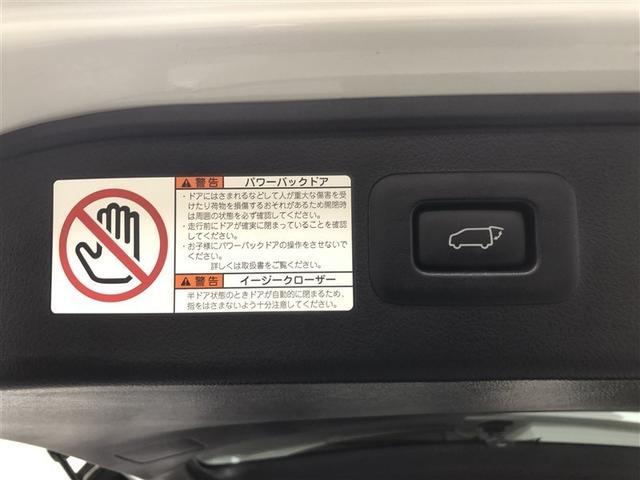 警告 パワーバックドア
・ドアにはさまれるなどして人が重大な傷害を受
けたり荷物を損傷するおそれがあるため開閉時
は周囲の状態を必ず確認してください。
・走行前にドアが確実に閉まっていることを確認
してください。
・お子様にパワーバックドアの操作をさせないで
ください。
詳しくは取扱書をご覧ください。
警告 イージークローザー
半ドア状態のときドアが自動的に閉まるため、
指をはさまないよう十分注意してください。